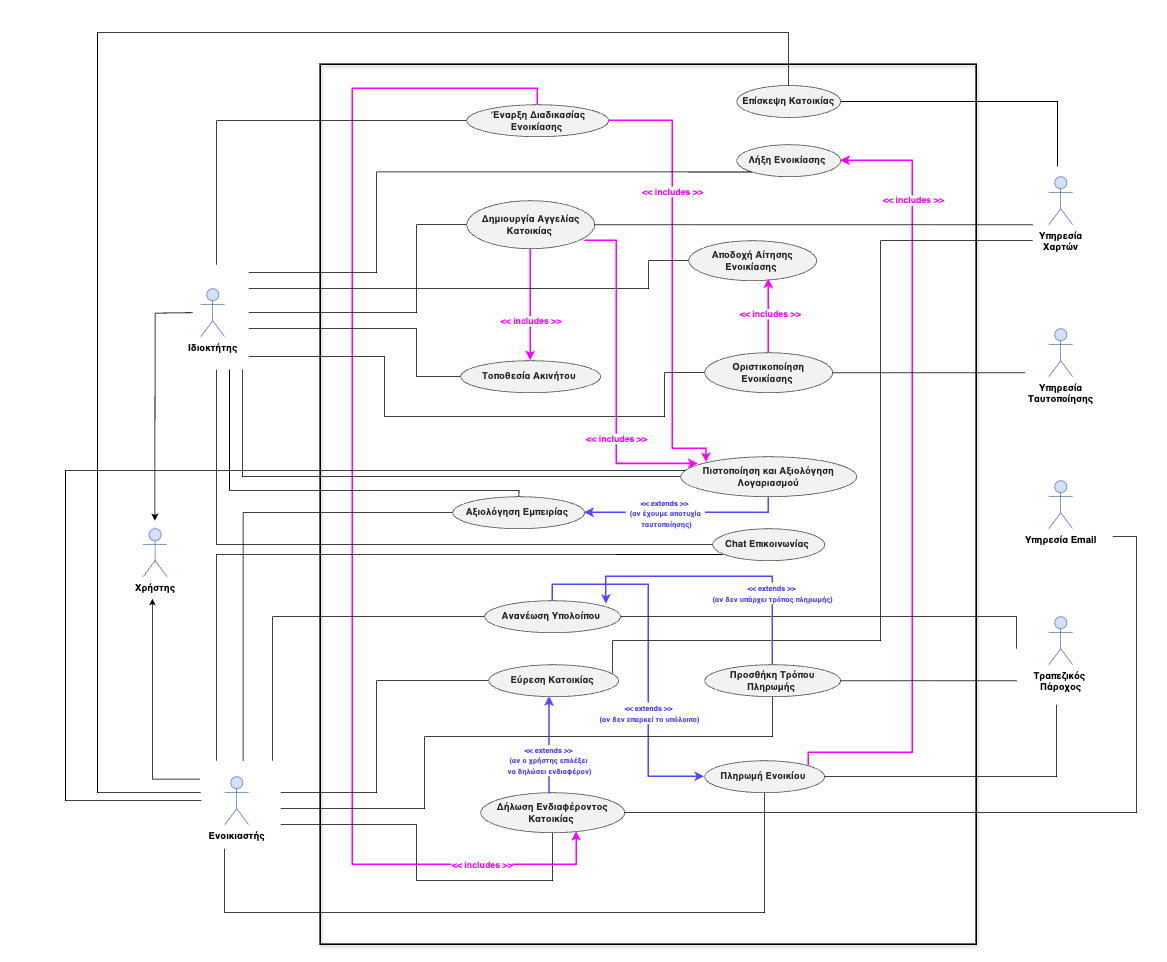 Επίσκεψη Κατοικίας
Έναρξη Διαδικασίας
Ενοικίασης
Λήξη Ενοικίασης
<< includes >>
<< includes >>
Δημιουργία Αγγελίας
Κατοικίας
Υπηρεσία
Χαρτών
Αποδοχή Αίτησης
Ενοικίασης
<< includes >>
<< includes >>
Ιδιοκτήτης
Τοποθεσία Ακινήτου
Οριστικοποίηση
Ενοικίασης
Υπηρεσία
Ταυτοποίησης
<< includes >>
Πιστοποίηση και Αξιολόγηση
Λογαριασμού
Αξιολόγηση Εμπειρίας
<< extends >>
(αν έχουμε αποτυχία
ταυτοποίησης)
Chat Επικοινωνίας
Υπηρεσία Email
Χρήστης
<< extends >>
(αν δεν υπάρχει τρόπος πληρωμής)
Ανανέωση Υπολοίπου
Εύρεση Κατοικίας
Προσθήκη Τρόπου
Πληρωμής
Τραπεζικός
Πάροχος
<< extends >>
(αν δεν επαρκεί το υπόλοιπο)
<< extends >>
(αν ο χρήστης επιλέξει
να δηλώσει ενδιαφέρον)
Πληρωμή Ενοικίου
Δήλωση Ενδιαφέροντος
Κατοικίας
Ενοικιαστής
<< includes >>